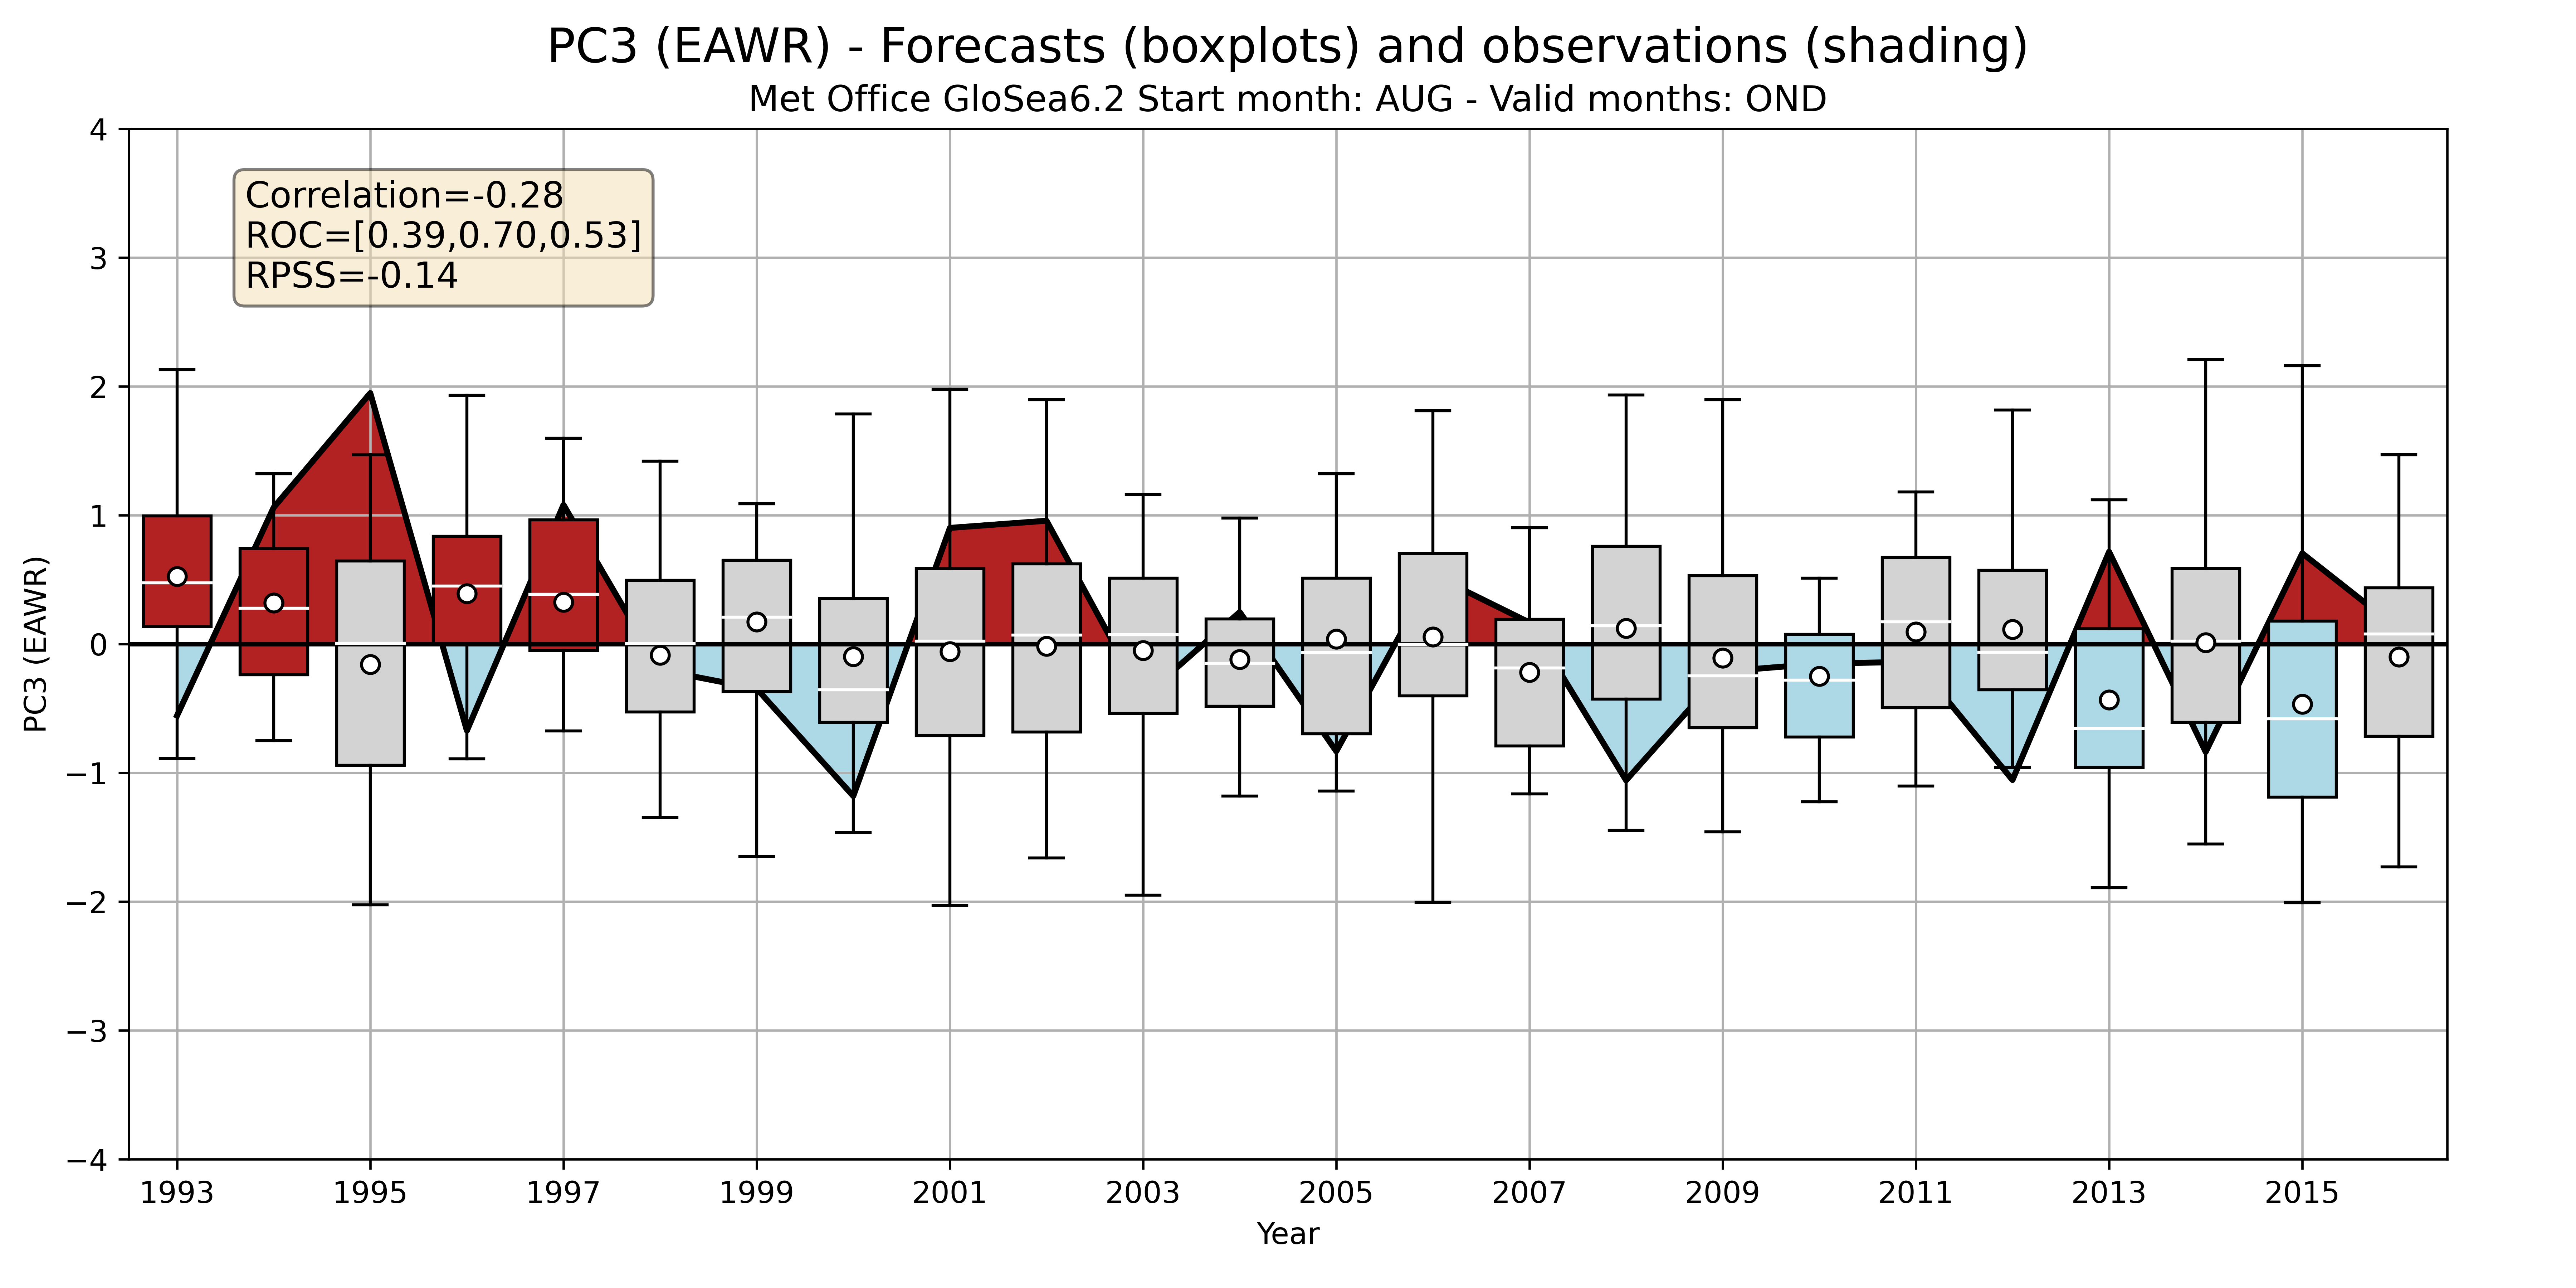 PC3 (EAWR) - Forecasts (boxplots) and observations (shading)
Met Office GloSea6.2 Start month: AUG - Valid months: OND
Correlation=-0.28
ROC=[0.39,0.70,0.53]
RPSS=-0.14
PC3 (EAWR)
4
3
2
1
0
−1
−2
−3
−4
1993 1995 1997 1999 2001 2003 2005 2007 2009 2011 2013 2015
Year